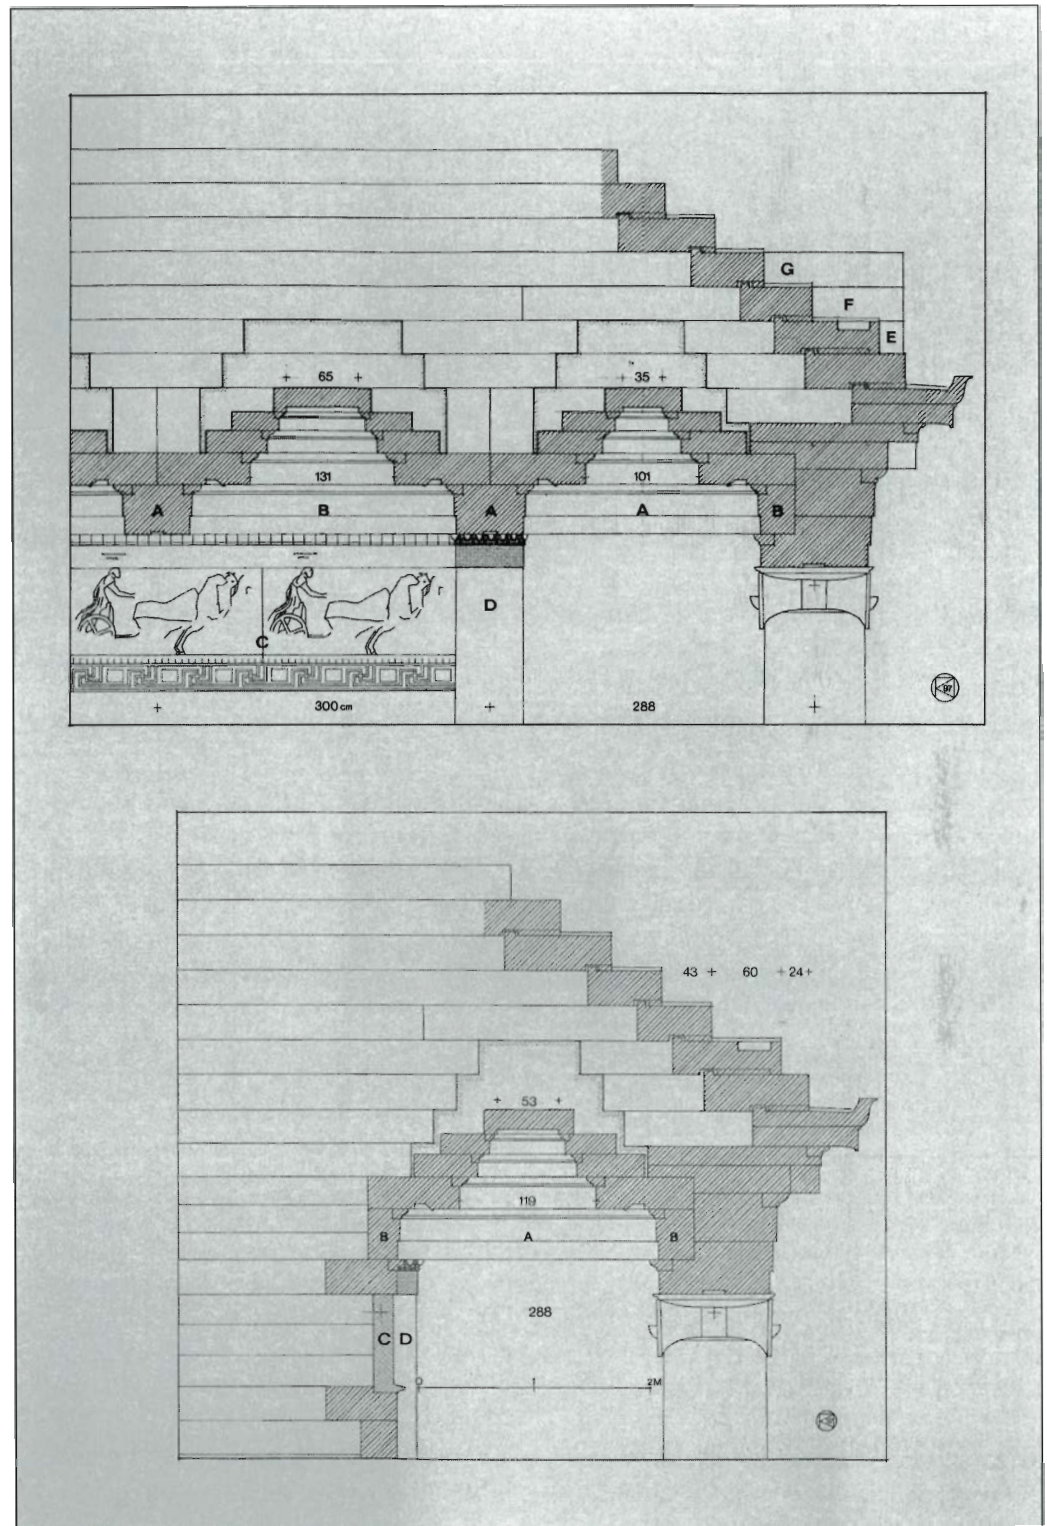 G
F
E
+ 65 + + 35 +
131 101
A B A A B
D
C
+ 300 cm + 288 +
97
43 + 60 + 24 +
+ 53 +
119
B A B
288
C D
0 1 2M